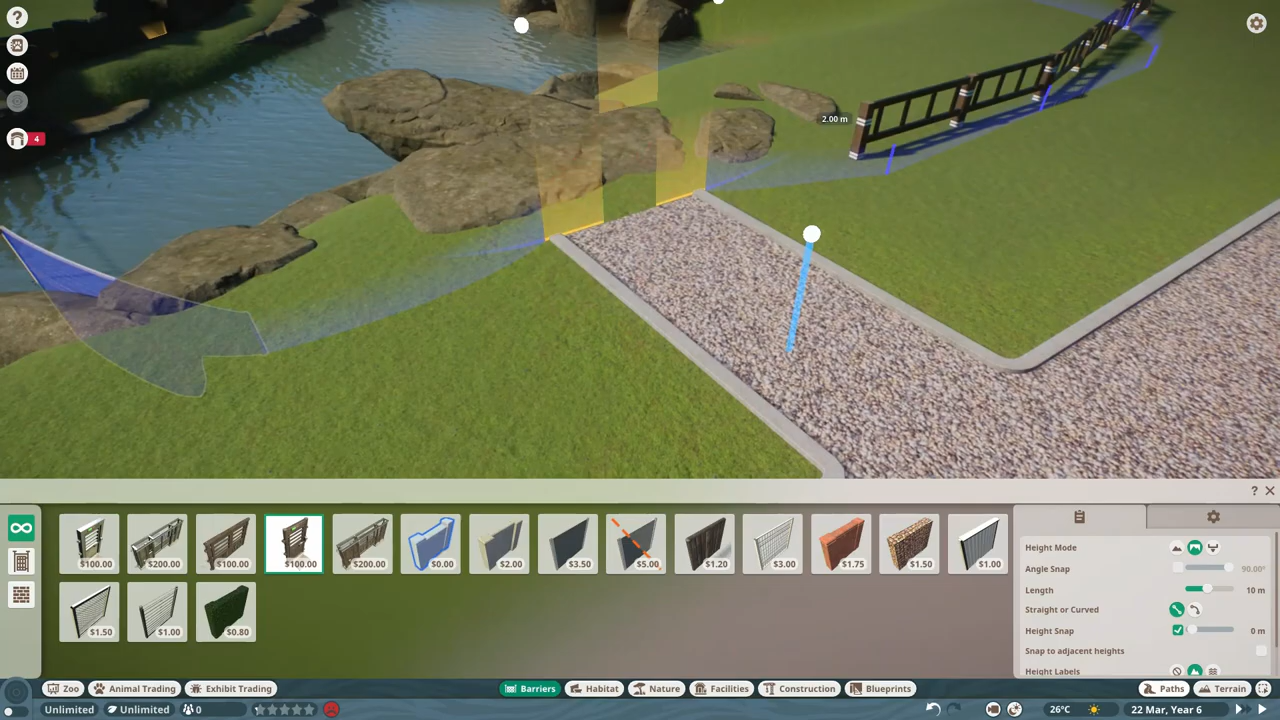 ?
4
2.00 m
?
$100.00 $200.00 $100.00 $100.00 $200.00 $0.00 $2.00 $3.50 $5.00 $1.20 $3.00 $1.75 $1.50 $1.00
$1.50 $1.00 $0.80
Height Mode
Angle Snap 90.00°
Length 10 m
Straight or Curved
Height Snap 0 m
Snap to adjacent heights
Height Labels
Zoo Animal Trading Exhibit Trading Barriers Habitat Nature Facilities Construction Blueprints Paths Terrain
Unlimited Unlimited 0 26°C 22 Mar, Year 6